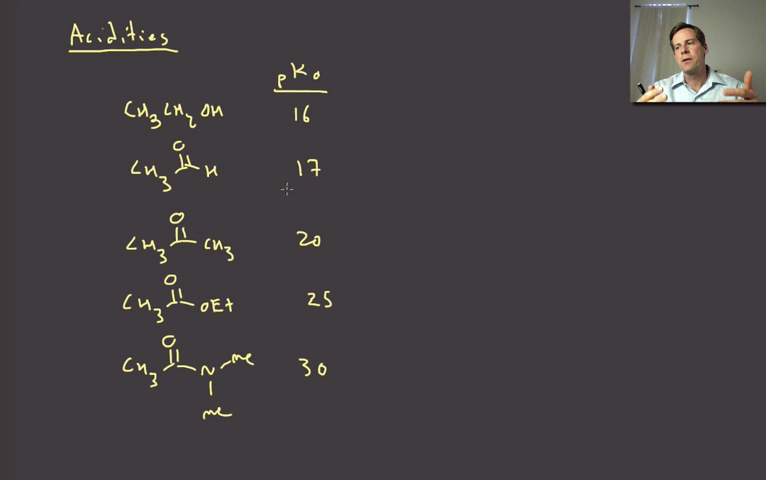 Acidities
pKa
CH3CH2OH 16
O
CH3 H 17
O
CH3 CH3 20
O
CH3 OEt 25
O
CH3 N me 30
me